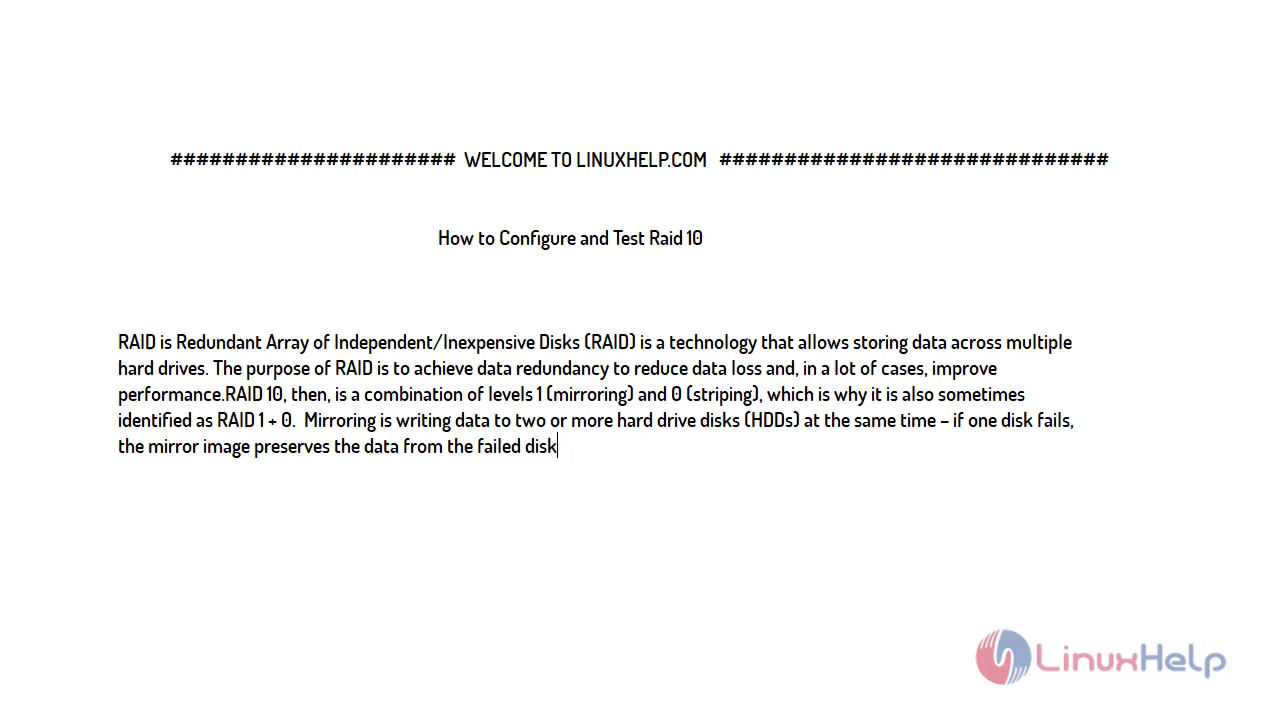 ###################### WELCOME TO LINUXHELP.COM ##############################
How to Configure and Test Raid 10
RAID is Redundant Array of Independent/Inexpensive Disks (RAID) is a technology that allows storing data across multiple
hard drives. The purpose of RAID is to achieve data redundancy to reduce data loss and, in a lot of cases, improve
performance.RAID 10, then, is a combination of levels 1 (mirroring) and 0 (striping), which is why it is also sometimes
identified as RAID 1 + 0.  Mirroring is writing data to two or more hard drive disks (HDDs) at the same time – if one disk fails,
the mirror image preserves the data from the failed disk
LinuxHelp